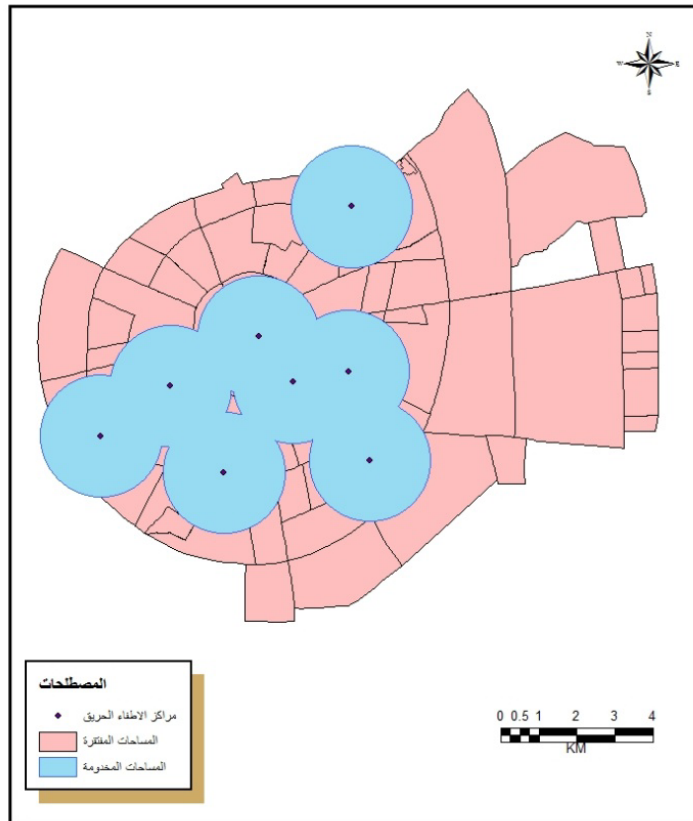 N
W E
S
المصطلحات
مراكز الاطفاء الحريق
المساحات المفتقرة
المساحات المخدومة
0 0.5 1 2 3 4
KM